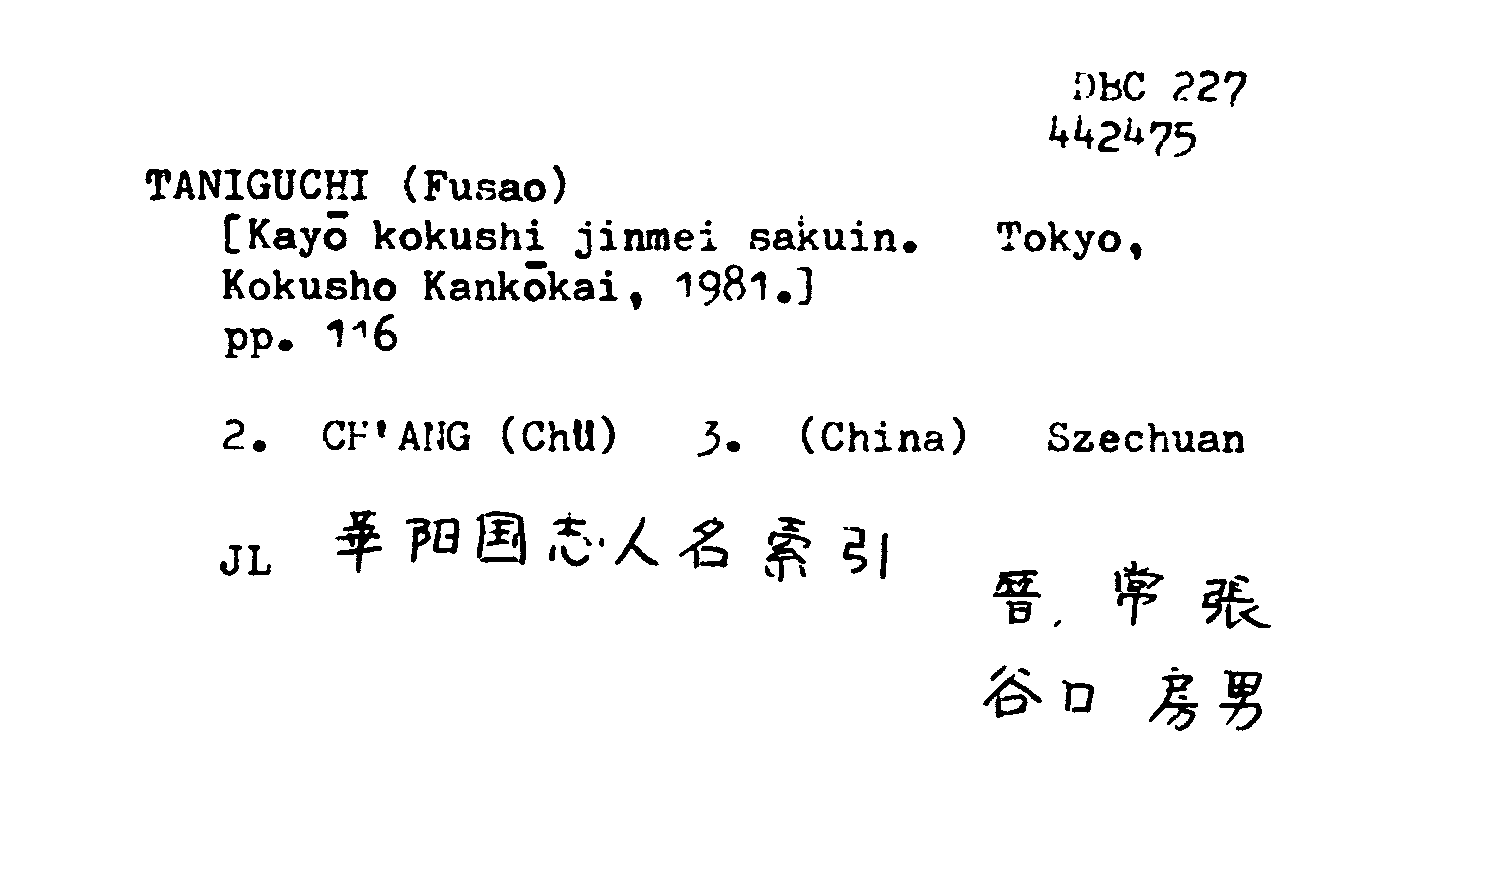 DBC 227
442475
TANIGUCHI (Fusao)
[Kayō kokushi jinmei sakuin. Tokyo,
Kokusho Kankōkai, 1981.]
pp. 116
2. CH'ANG (Chü) 3. (China) Szechuan
JL 華阳国志人名索引
晉, 常 張
谷口 房男